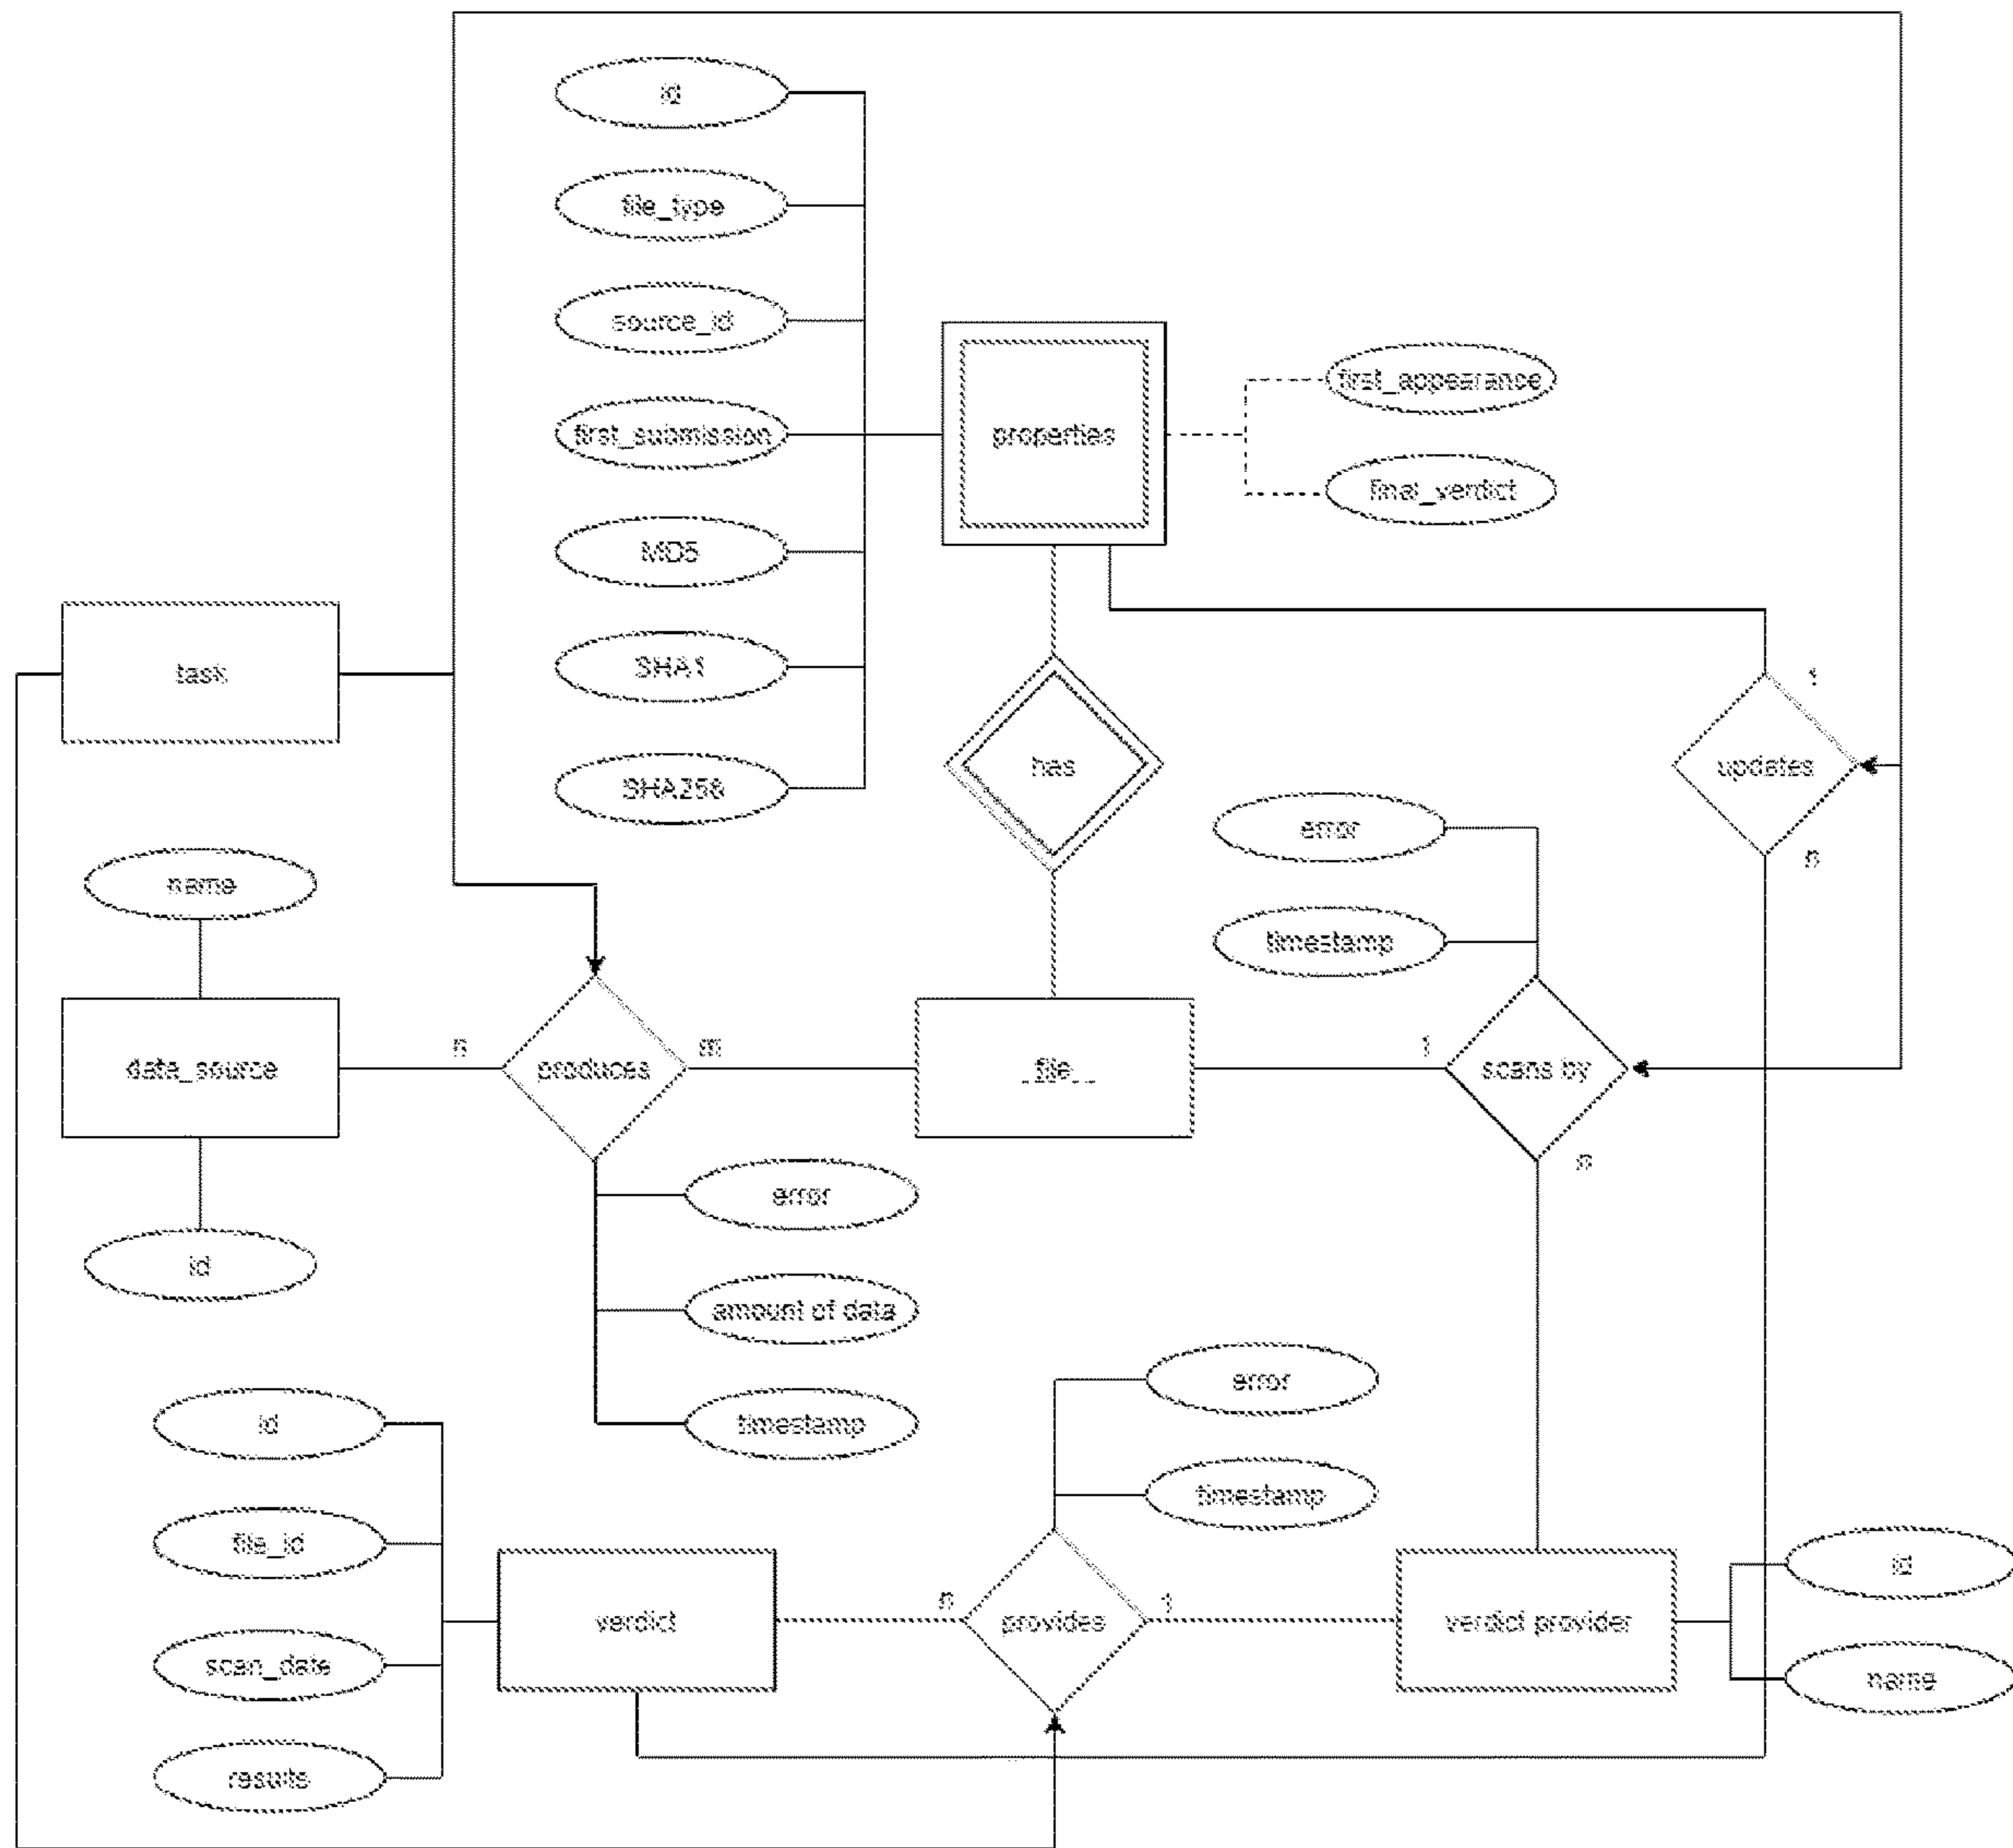 id
file_type
source_id
first_submission
MD5
SHA1
SHA256
properties
first_appearance
final_verdict
task
has
1
updates
n
error
timestamp
name
data_source
id
n
produces
m
_file_
1
scans by
n
error
amount of data
timestamp
error
timestamp
id
file_id
scan_date
results
verdict
n
provides
1
verdict provider
id
name